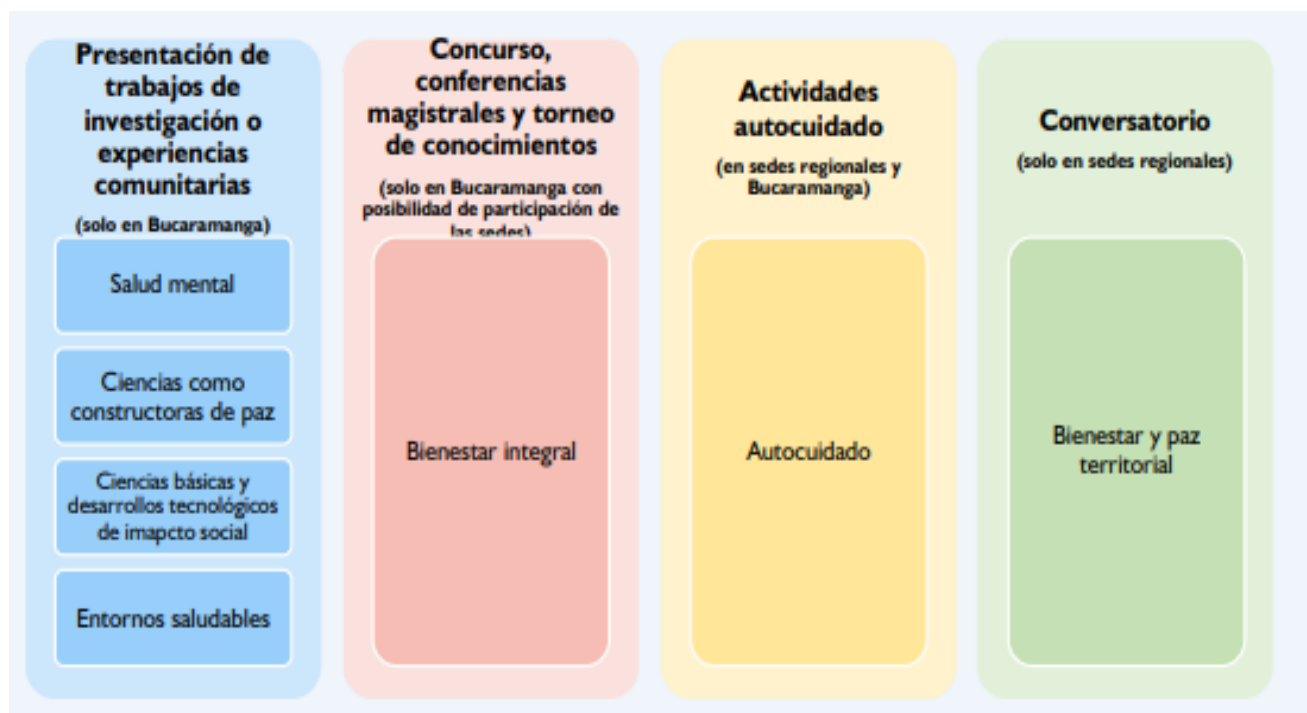 Presentación de
trabajos de
investigación o
experiencias
comunitarias
(solo en Bucaramanga)
Salud mental
Ciencias como
constructoras de paz
Ciencias básicas y
desarrollos tecnológicos
de imapcto social
Entornos saludables
Concurso,
conferencias
magistrales y torneo
de conocimientos
(solo en Bucaramanga con
posibilidad de participación de
las sedes)
Bienestar integral
Actividades
autocuidado
(en sedes regionales y
Bucaramanga)
Autocuidado
Conversatorio
(solo en sedes regionales)
Bienestar y paz
territorial